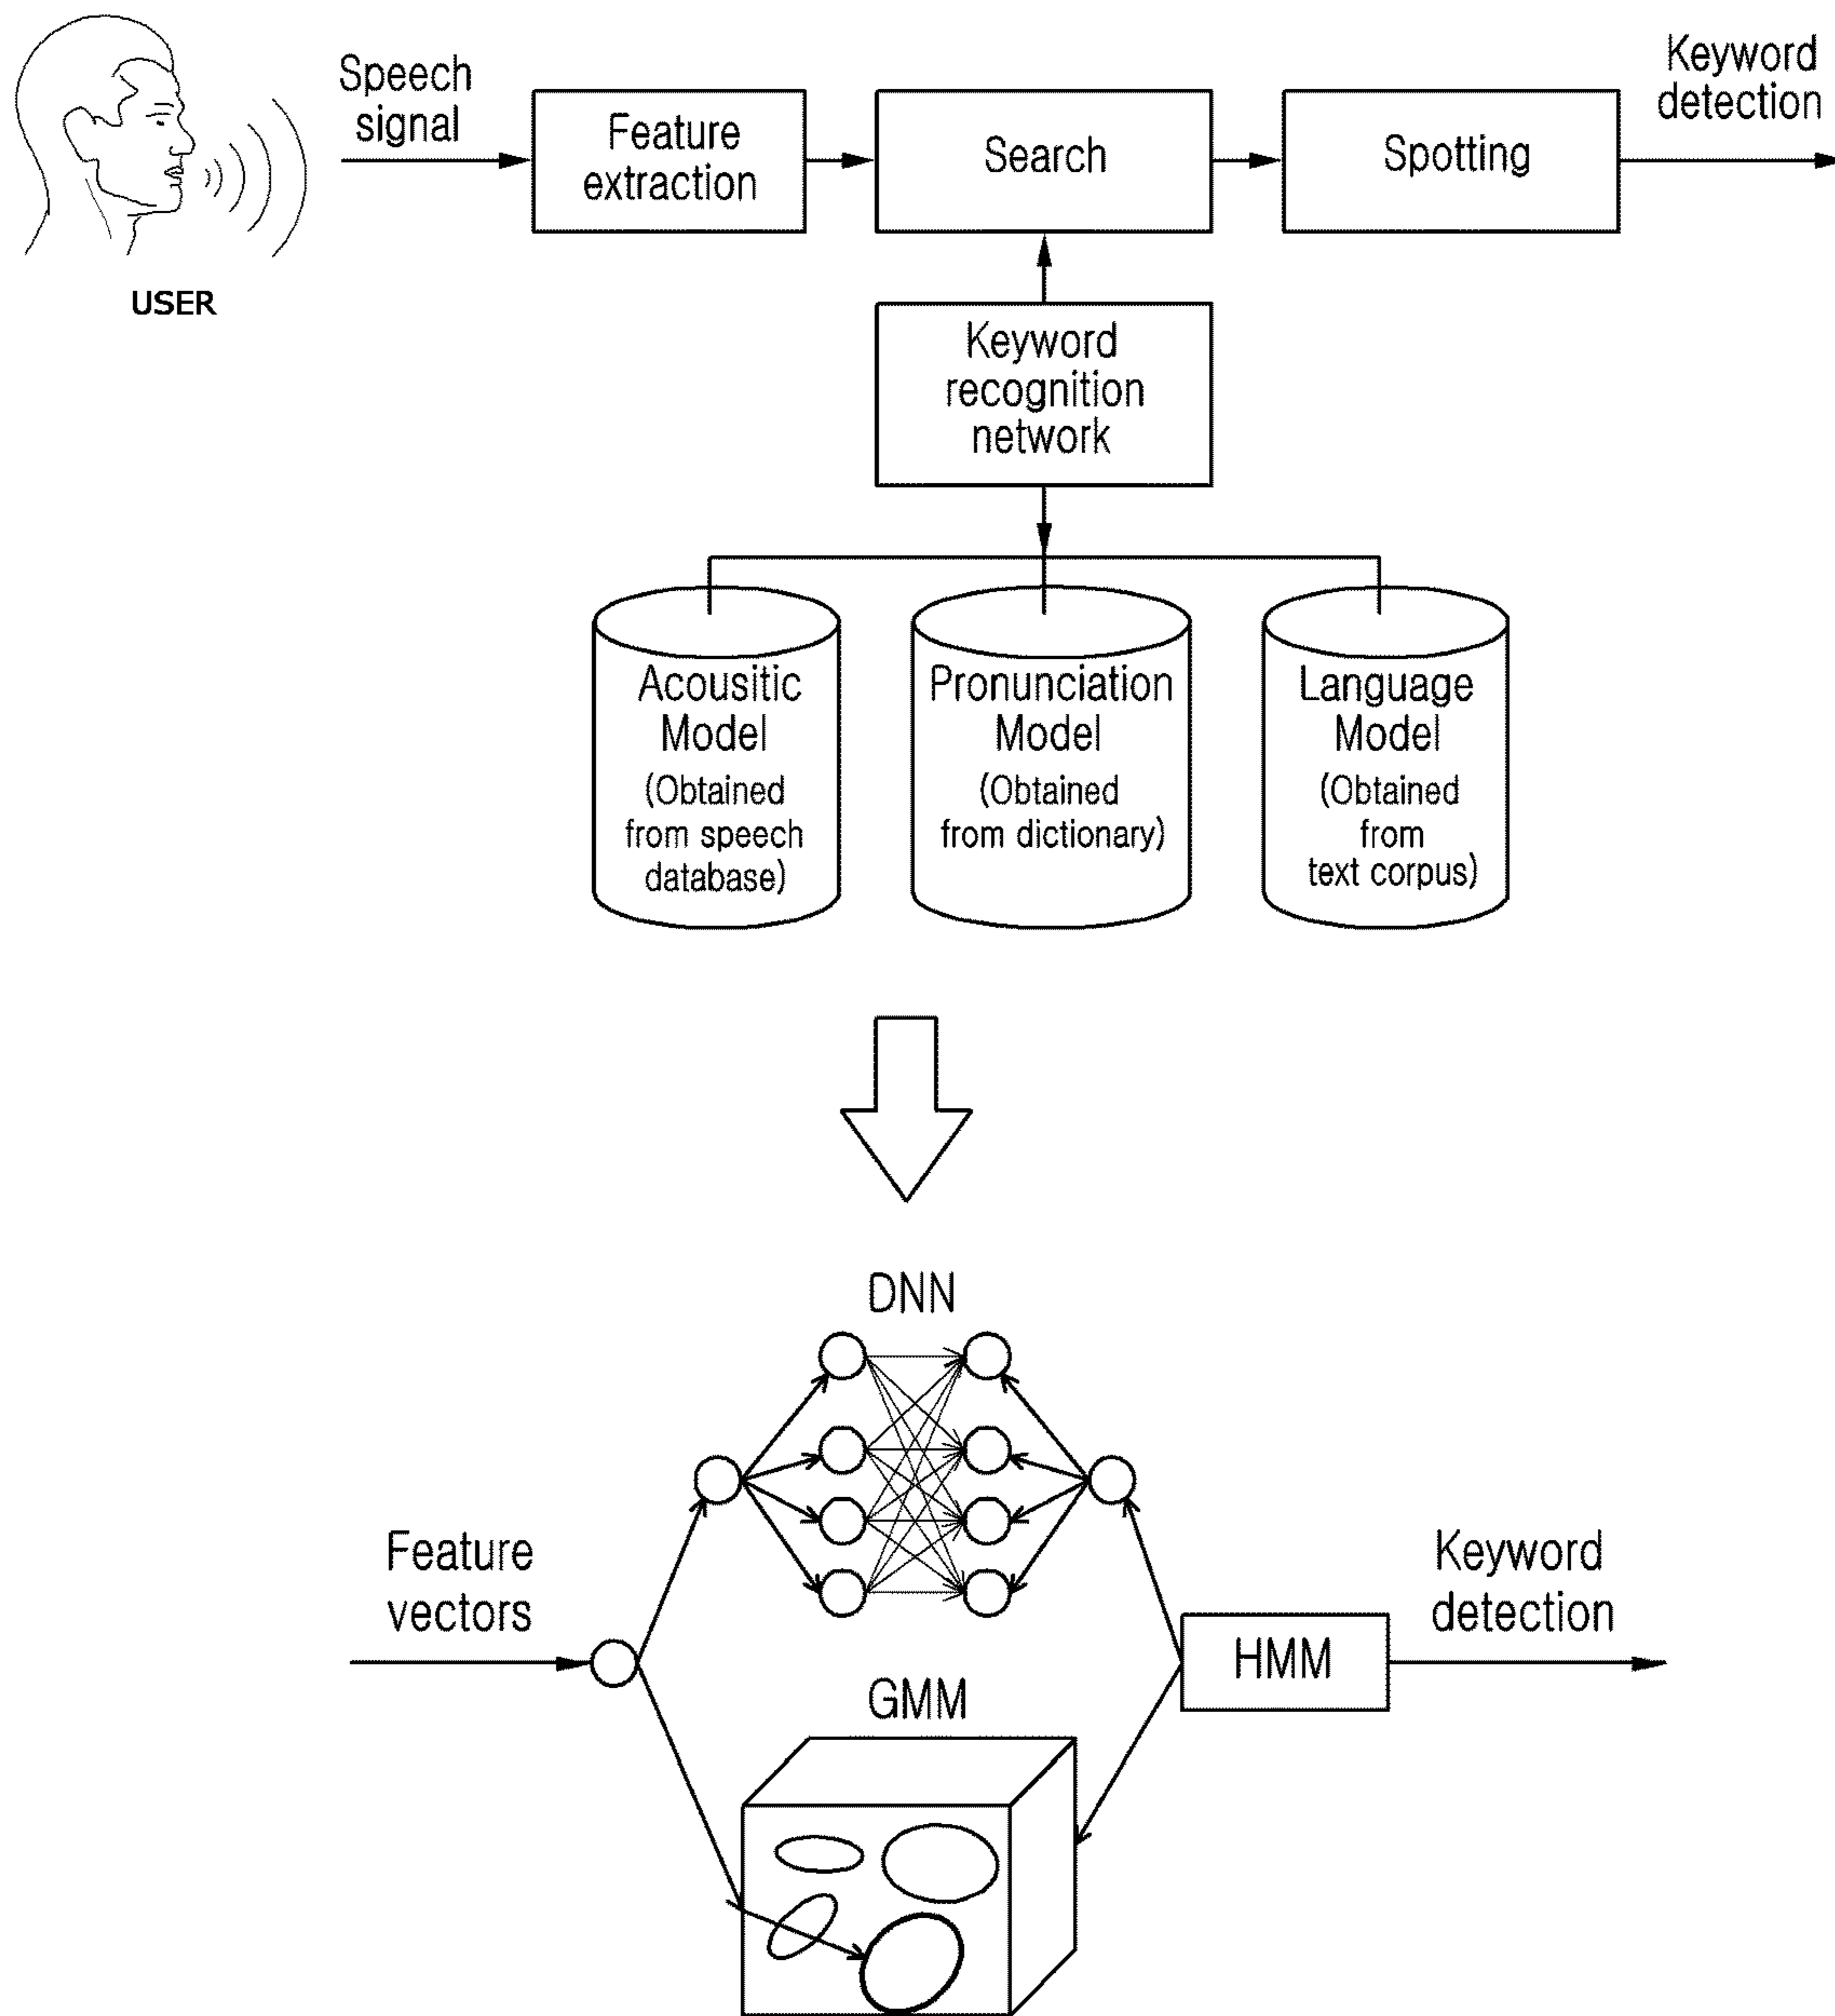 Speech
signal
Feature
extraction
Search
Spotting
Keyword
detection
USER
Keyword
recognition
network
Acousitic
Model
(Obtained
from speech
database)
Pronunciation
Model
(Obtained
from dictionary)
Language
Model
(Obtained
from
text corpus)
DNN
Feature
vectors
GMM
HMM
Keyword
detection